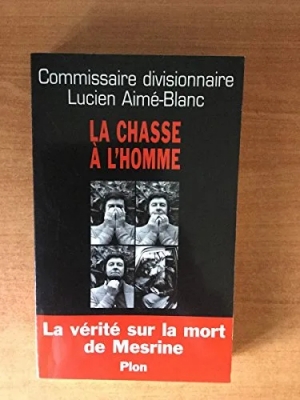 Commissaire divisionnaire
Lucien Aimé-Blanc
LA CHASSE
À L'HOMME
La vérité sur la mort
de Mesrine
Plon